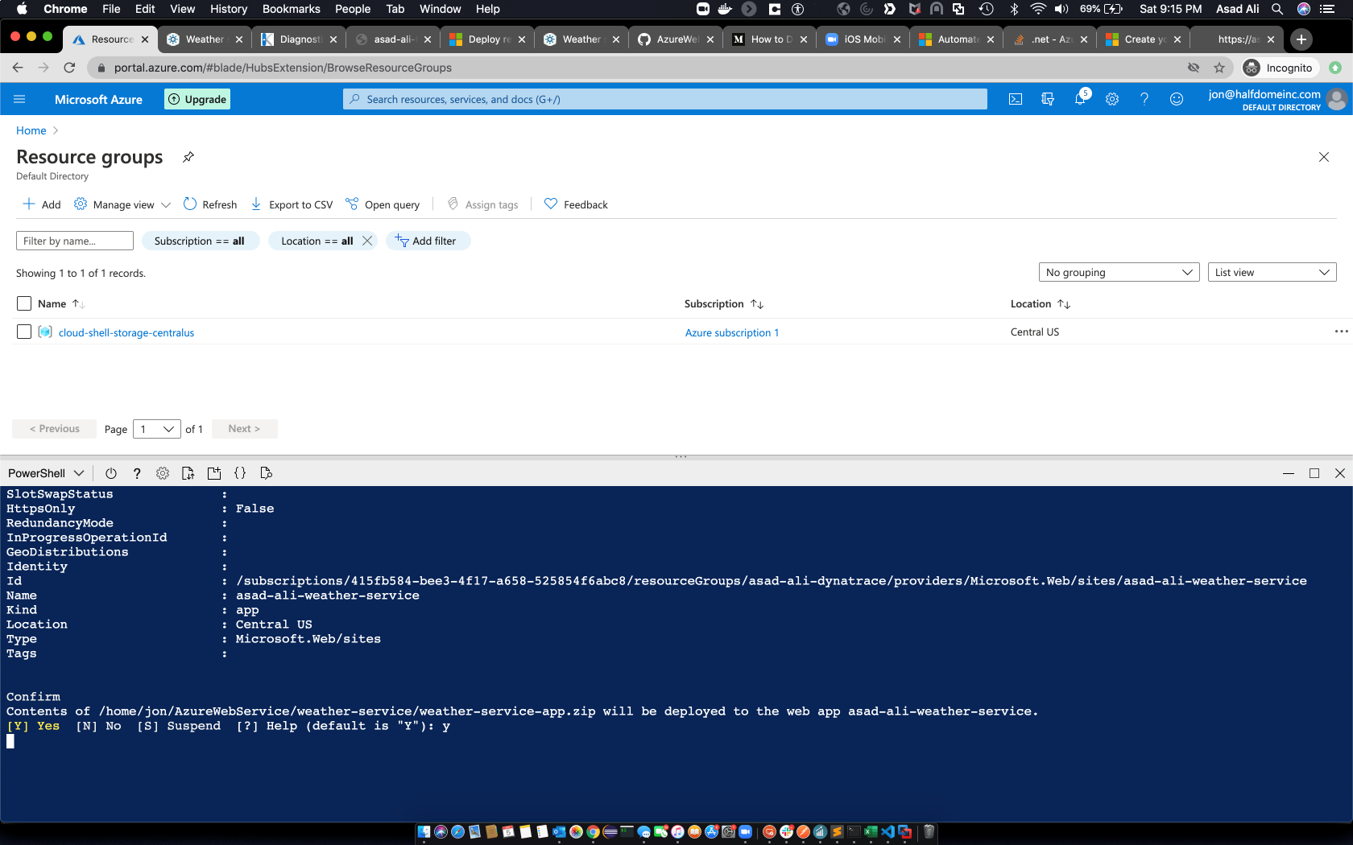 Chrome File Edit View History Bookmarks People Tab Window Help 69% Sat 9:15 PM Asad Ali
Resource Weather Diagnost asad-ali- Deploy re Weather AzureWe How to D iOS Mob Automat .net - Az Create yo https://a
portal.azure.com/#blade/HubsExtension/BrowseResourceGroups Incognito
Microsoft Azure Upgrade Search resources, services, and docs (G+/) 5 jon@halfdomeinc.com
DEFAULT DIRECTORY
Home >
Resource groups
Default Directory
Add Manage view Refresh Export to CSV Open query Assign tags Feedback
Filter by name... Subscription == all Location == all Add filter
Showing 1 to 1 of 1 records. No grouping List view
Name Subscription Location
cloud-shell-storage-centralus Azure subscription 1 Central US
< Previous Page 1 of 1 Next >
PowerShell ? {}
SlotSwapStatus :
HttpsOnly : False
RedundancyMode :
InProgressOperationId :
GeoDistributions :
Identity :
Id : /subscriptions/415fb584-bee3-4f17-a658-525854f6abc8/resourceGroups/asad-ali-dynatrace/providers/Microsoft.Web/sites/asad-ali-weather-service
Name : asad-ali-weather-service
Kind : app
Location : Central US
Type : Microsoft.Web/sites
Tags :
Confirm
Contents of /home/jon/AzureWebService/weather-service/weather-service-app.zip will be deployed to the web app asad-ali-weather-service.
[Y] Yes [N] No [S] Suspend [?] Help (default is "Y"): y